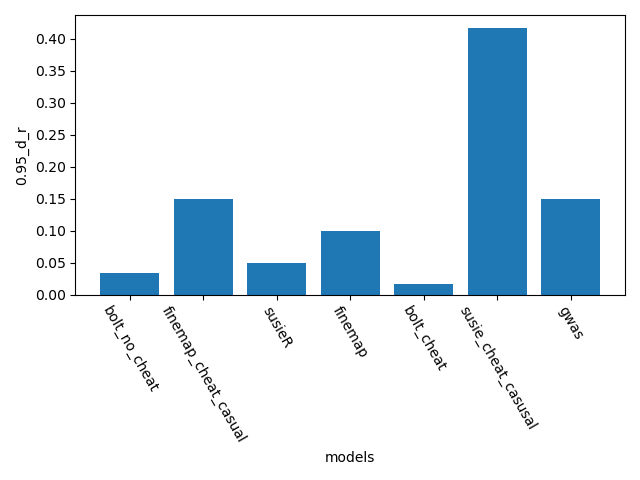 0.95_d_r
0.40
0.35
0.30
0.25
0.20
0.15
0.10
0.05
0.00
bolt_no_cheat
finemap_cheat_casual
susieR
finemap
bolt_cheat
susie_cheat_casusal
gwas
models